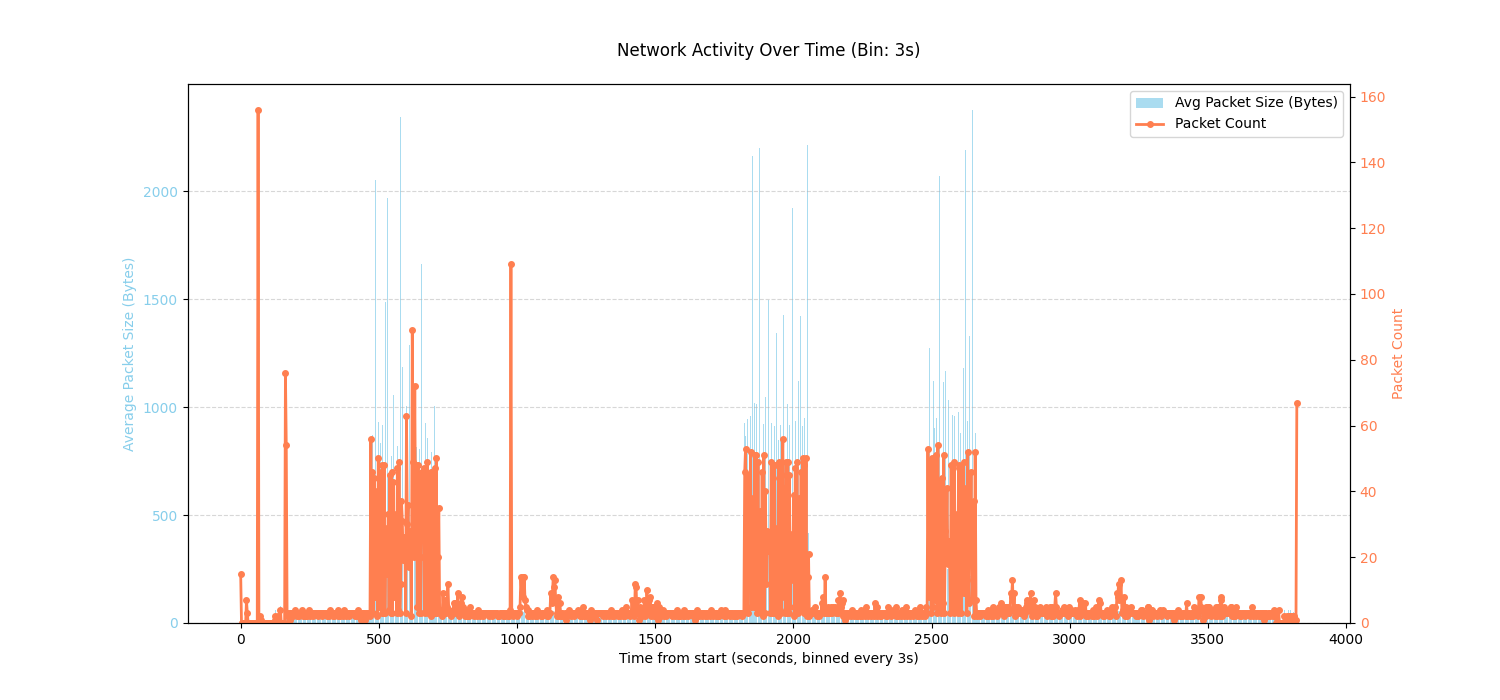 Network Activity Over Time (Bin: 3s)
Avg Packet Size (Bytes)
Packet Count
Average Packet Size (Bytes)
2000
1500
1000
500
0
160
140
120
100
80
60
40
20
0
Packet Count
0 500 1000 1500 2000 2500 3000 3500 4000
Time from start (seconds, binned every 3s)